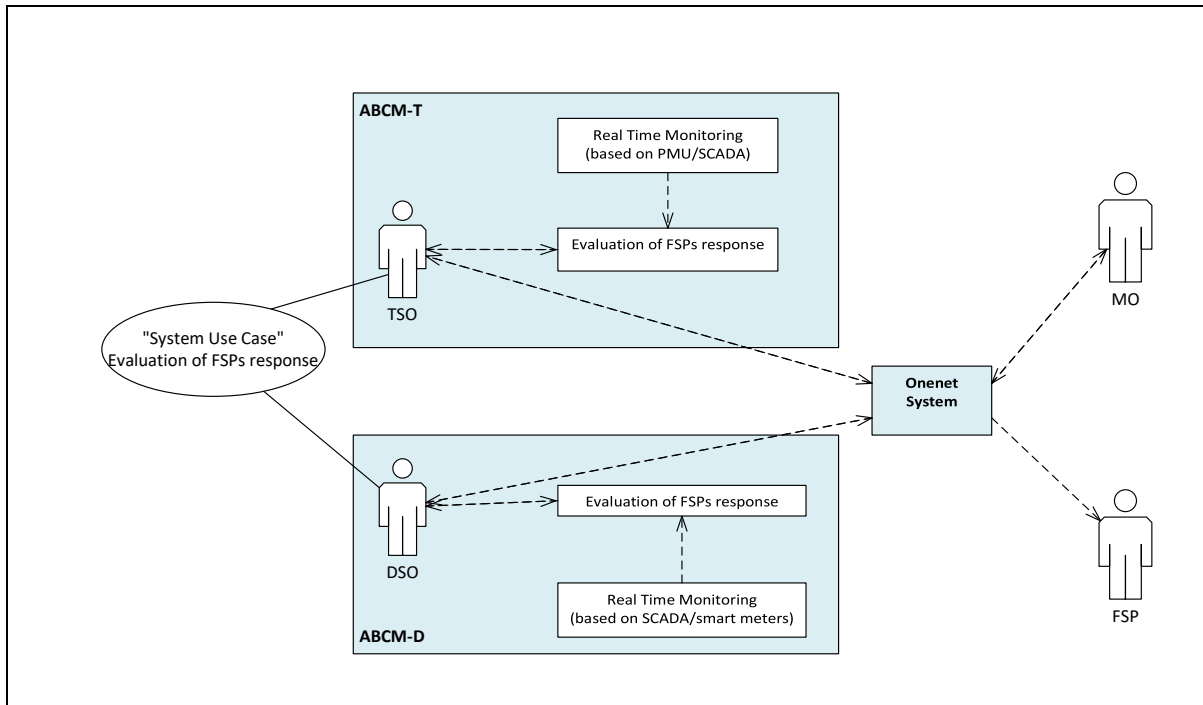 ABCM-T
Real Time Monitoring
(based on PMU/SCADA)
Evaluation of FSPs response
TSO
"System Use Case"
Evaluation of FSPs response
MO
Onenet
System
Evaluation of FSPs response
DSO
Real Time Monitoring
(based on SCADA/smart meters)
ABCM-D
FSP